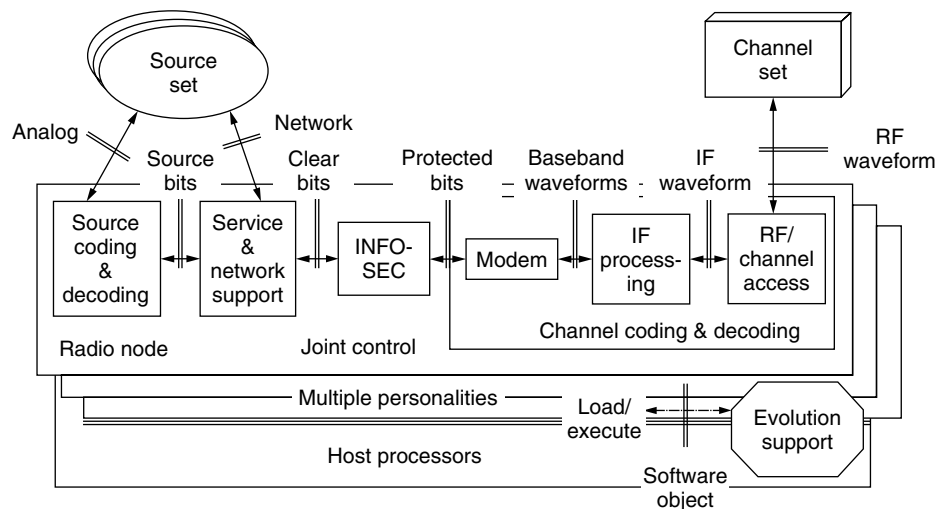 Source
set
Channel
set
Analog
Network
RF
waveform
Source
bits
Clear
bits
Protected
bits
Baseband
waveforms
IF
waveform
Source
coding
&
decoding
Service
&
network
support
INFO-
SEC
Modem
IF
process-
ing
RF/
channel
access
Channel coding & decoding
Radio node
Joint control
Multiple personalities
Load/
execute
Evolution
support
Host processors
Software
object